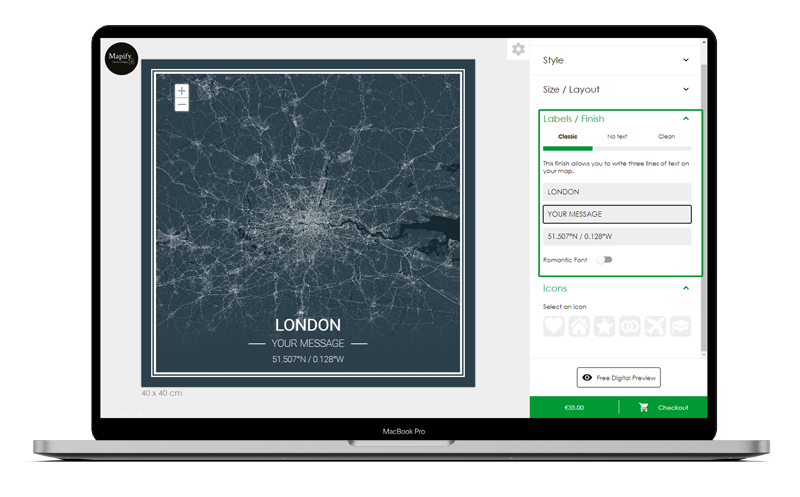 Mapify
+
−
LONDON
YOUR MESSAGE
51.507°N / 0.128°W
40 x 40 cm
Style
Size / Layout
Labels / Finish
Classic
No text
Clean
This finish allows you to write three lines of text on
your map.
LONDON
YOUR MESSAGE
51.507°N / 0.128°W
Romantic Font
Icons
Select an Icon
Free Digital Preview
€35.00
Checkout
MacBook Pro